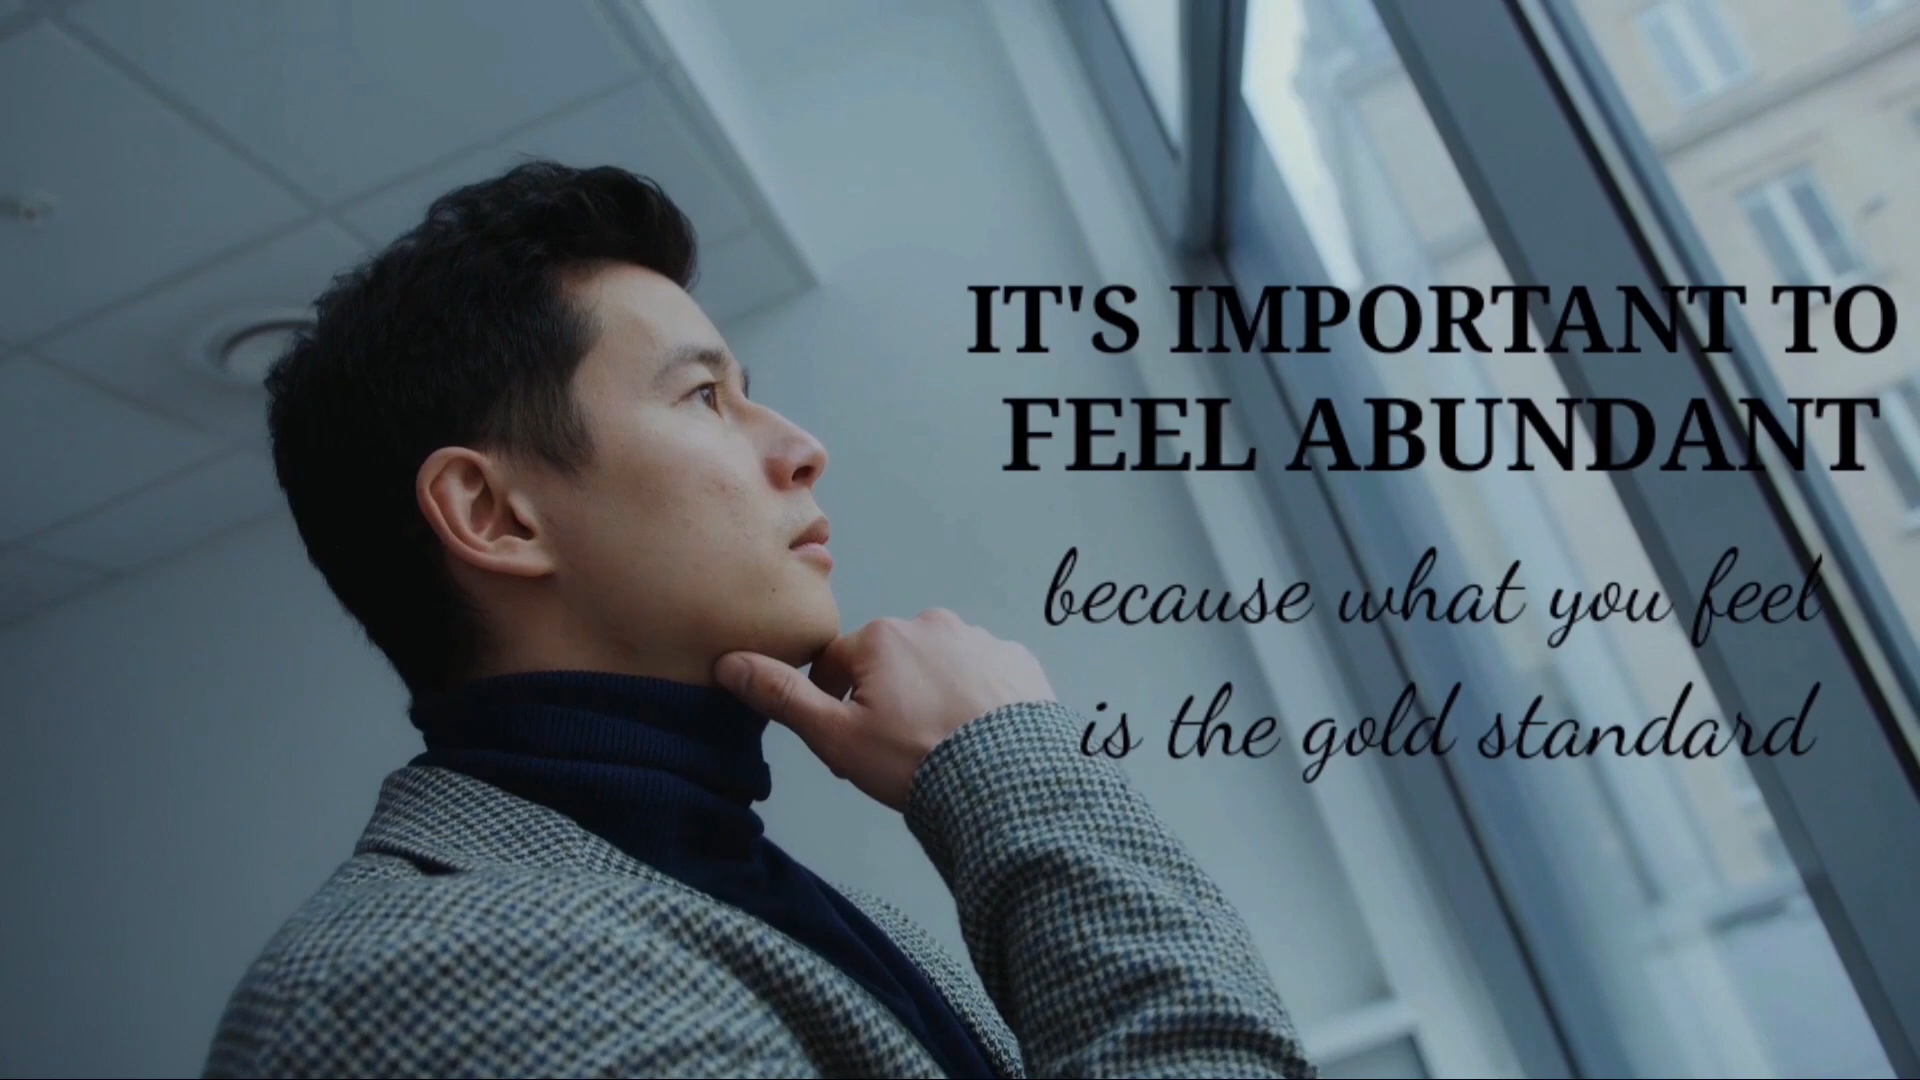 IT'S IMPORTANT TO
FEEL ABUNDANT
because what you feel
is the gold standard